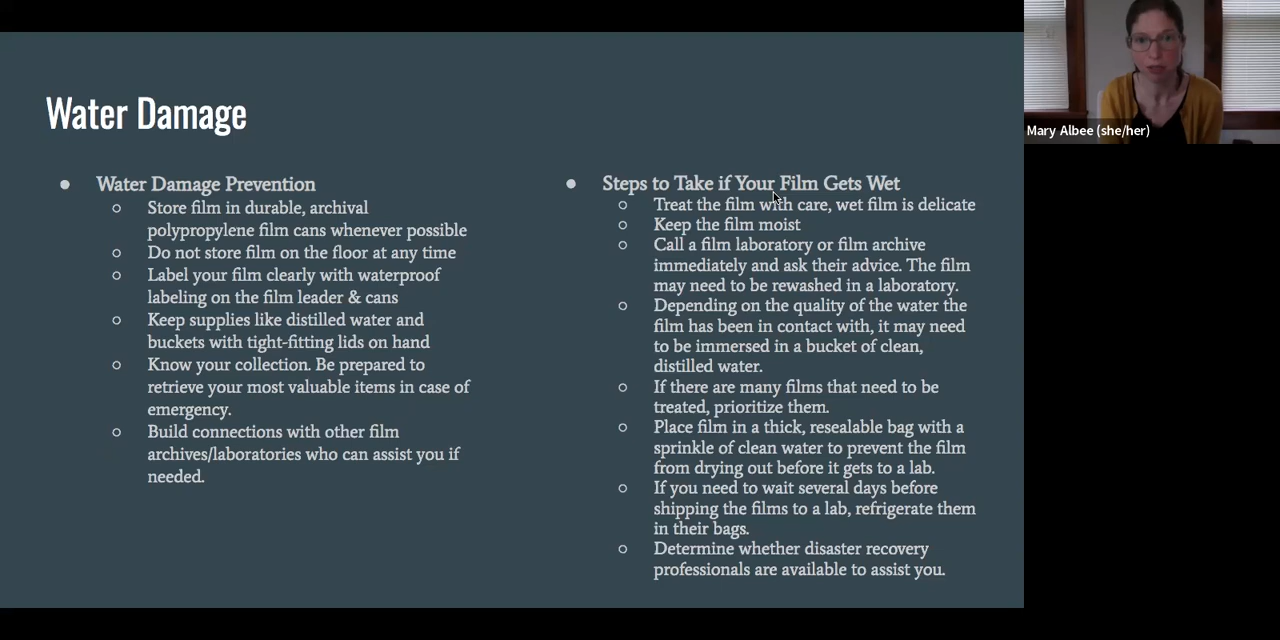 Water Damage
Water Damage Prevention
Store film in durable, archival
polypropylene film cans whenever possible
Do not store film on the floor at any time
Label your film clearly with waterproof
labeling on the film leader & cans
Keep supplies like distilled water and
buckets with tight-fitting lids on hand
Know your collection. Be prepared to
retrieve your most valuable items in case of
emergency.
Build connections with other film
archives/laboratories who can assist you if
needed.
Steps to Take if Your Film Gets Wet
Treat the film with care, wet film is delicate
Keep the film moist
Call a film laboratory or film archive
immediately and ask their advice. The film
may need to be rewashed in a laboratory.
Depending on the quality of the water the
film has been in contact with, it may need
to be immersed in a bucket of clean,
distilled water.
If there are many films that need to be
treated, prioritize them.
Place film in a thick, resealable bag with a
sprinkle of clean water to prevent the film
from drying out before it gets to a lab.
If you need to wait several days before
shipping the films to a lab, refrigerate them
in their bags.
Determine whether disaster recovery
professionals are available to assist you.
Mary Albee (she/her)